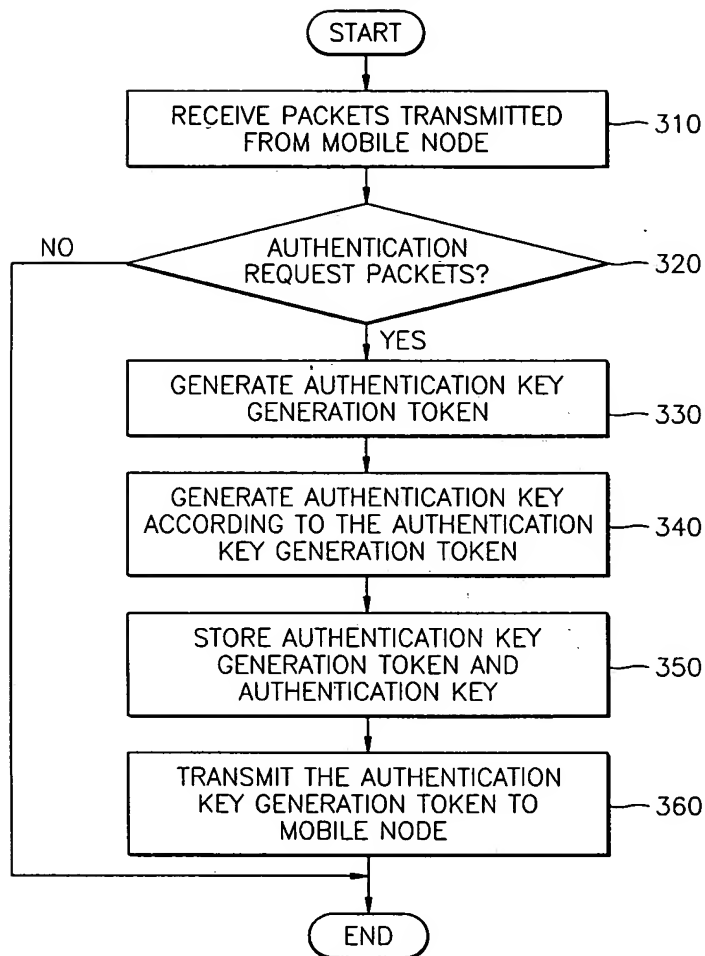 START
RECEIVE PACKETS TRANSMITTED
FROM MOBILE NODE
310
NO
AUTHENTICATION
REQUEST PACKETS?
320
YES
GENERATE AUTHENTICATION KEY
GENERATION TOKEN
330
GENERATE AUTHENTICATION KEY
ACCORDING TO THE AUTHENTICATION
KEY GENERATION TOKEN
340
STORE AUTHENTICATION KEY
GENERATION TOKEN AND
AUTHENTICATION KEY
350
TRANSMIT THE AUTHENTICATION
KEY GENERATION TOKEN TO
MOBILE NODE
360
END